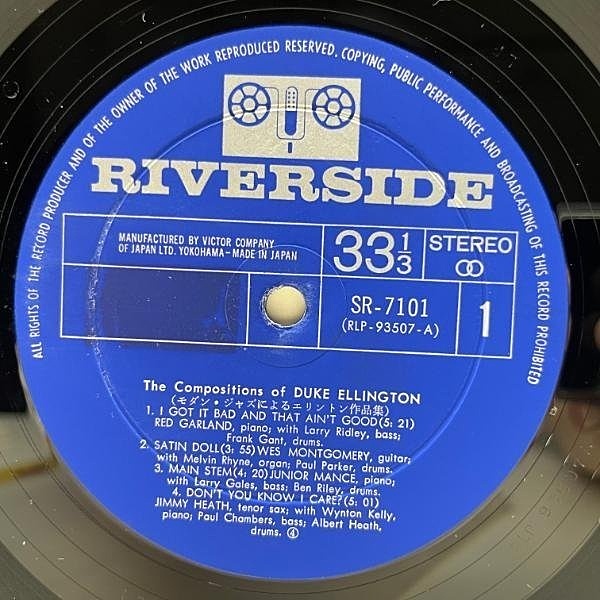 ALL RIGHTS OF THE RECORD PRODUCER AND OF THE OWNER OF THE WORK REPRODUCED RESERVED. COPYING, PUBLIC PERFORMANCE AND BROADCASTING OF THIS RECORD PROHIBITED
RIVERSIDE
MANUFACTURED BY VICTOR COMPANY
OF JAPAN LTD. YOKOHAMA-MADE IN JAPAN
33 1/3
STEREO
SR-7101
(RLP-93507-A)
1
The Compositions of DUKE ELLINGTON
(モダン・ジャズによるエリントン作品集)
1. I GOT IT BAD AND THAT AIN'T GOOD(5: 21)
RED GARLAND, piano; with Larry Ridley, bass;
Frank Gant, drums.
2. SATIN DOLL(3: 55)WES MONTGOMERY, guitar;
with Melvin Rhyne, organ; Paul Parker, drums.
3. MAIN STEM(4: 20)JUNIOR MANCE, piano;
with Larry Gales, bass; Ben Riley, drums.
4. DON'T YOU KNOW I CARE?(5: 01)
JIMMY HEATH, tenor sax; with Wynton Kelly,
piano; Paul Chambers, bass; Albert Heath,
drums. ④